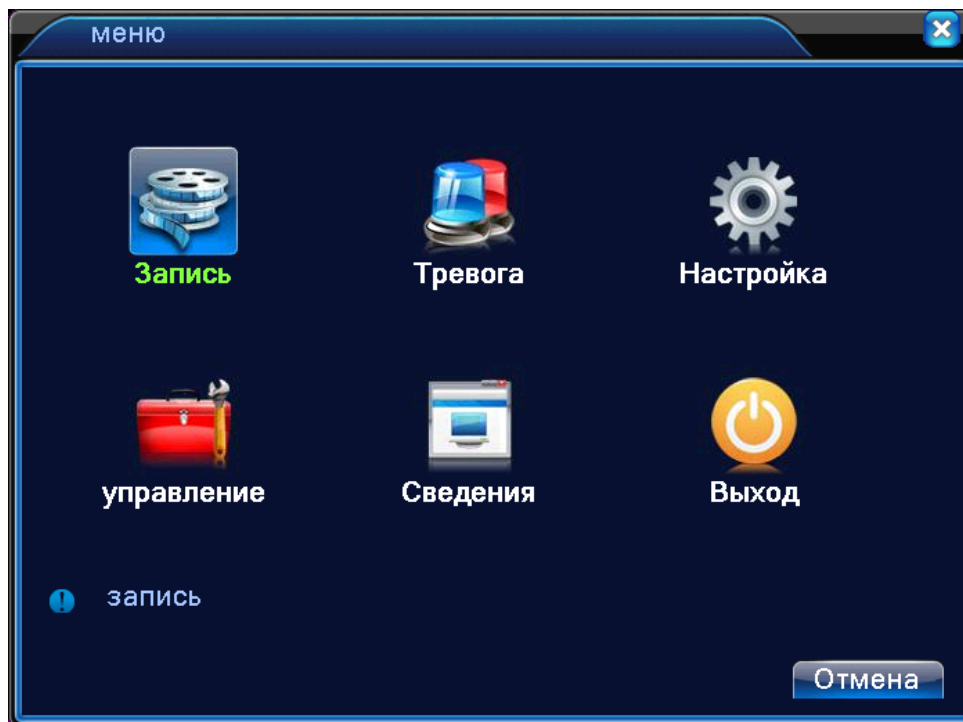 меню
Запись
Тревога
Настройка
управление
Сведения
Выход
запись
Отмена